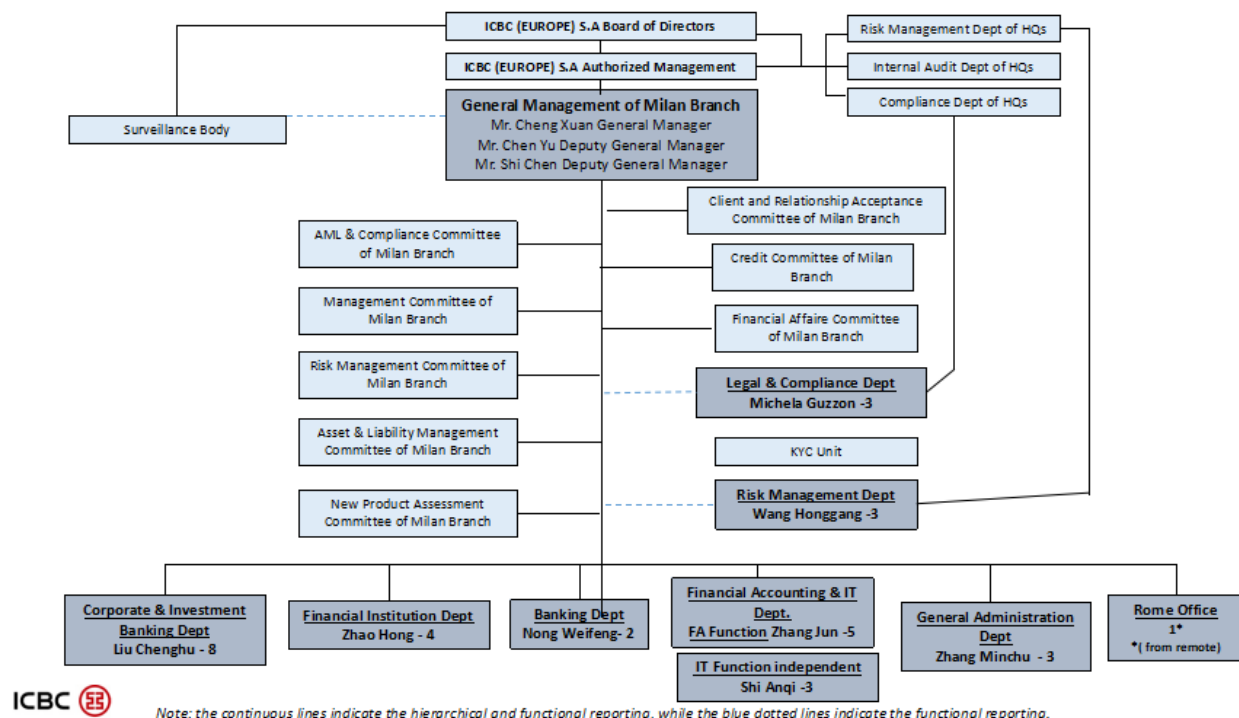 ICBC (EUROPE) S.A Board of Directors
Risk Management Dept of HQs
ICBC (EUROPE) S.A Authorized Management
Internal Audit Dept of HQs
General Management of Milan Branch
Mr. Cheng Xuan General Manager
Mr. Chen Yu Deputy General Manager
Mr. Shi Chen Deputy General Manager
Compliance Dept of HQs
Surveillance Body
Client and Relationship Acceptance
Committee of Milan Branch
AML & Compliance Committee
of Milan Branch
Credit Committee of Milan
Branch
Management Committee of
Milan Branch
Financial Affaire Committee
of Milan Branch
Risk Management Committee of
Milan Branch
Legal & Compliance Dept
Michela Guzzon -3
Asset & Liability Management
Committee of Milan Branch
KYC Unit
New Product Assessment
Committee of Milan Branch
Risk Management Dept
Wang Honggang -3
Corporate & Investment
Banking Dept
Liu Chenghu - 8
Financial Institution Dept
Zhao Hong - 4
Banking Dept
Nong Weifeng- 2
Financial Accounting & IT
Dept.
FA Function Zhang Jun -5
IT Function independent
Shi Anqi -3
General Administration
Dept
Zhang Minchu - 3
Rome Office
1*
*( from remote)
ICBC
Note: the continuous lines indicate the hierarchical and functional reporting, while the blue dotted lines indicate the functional reporting.